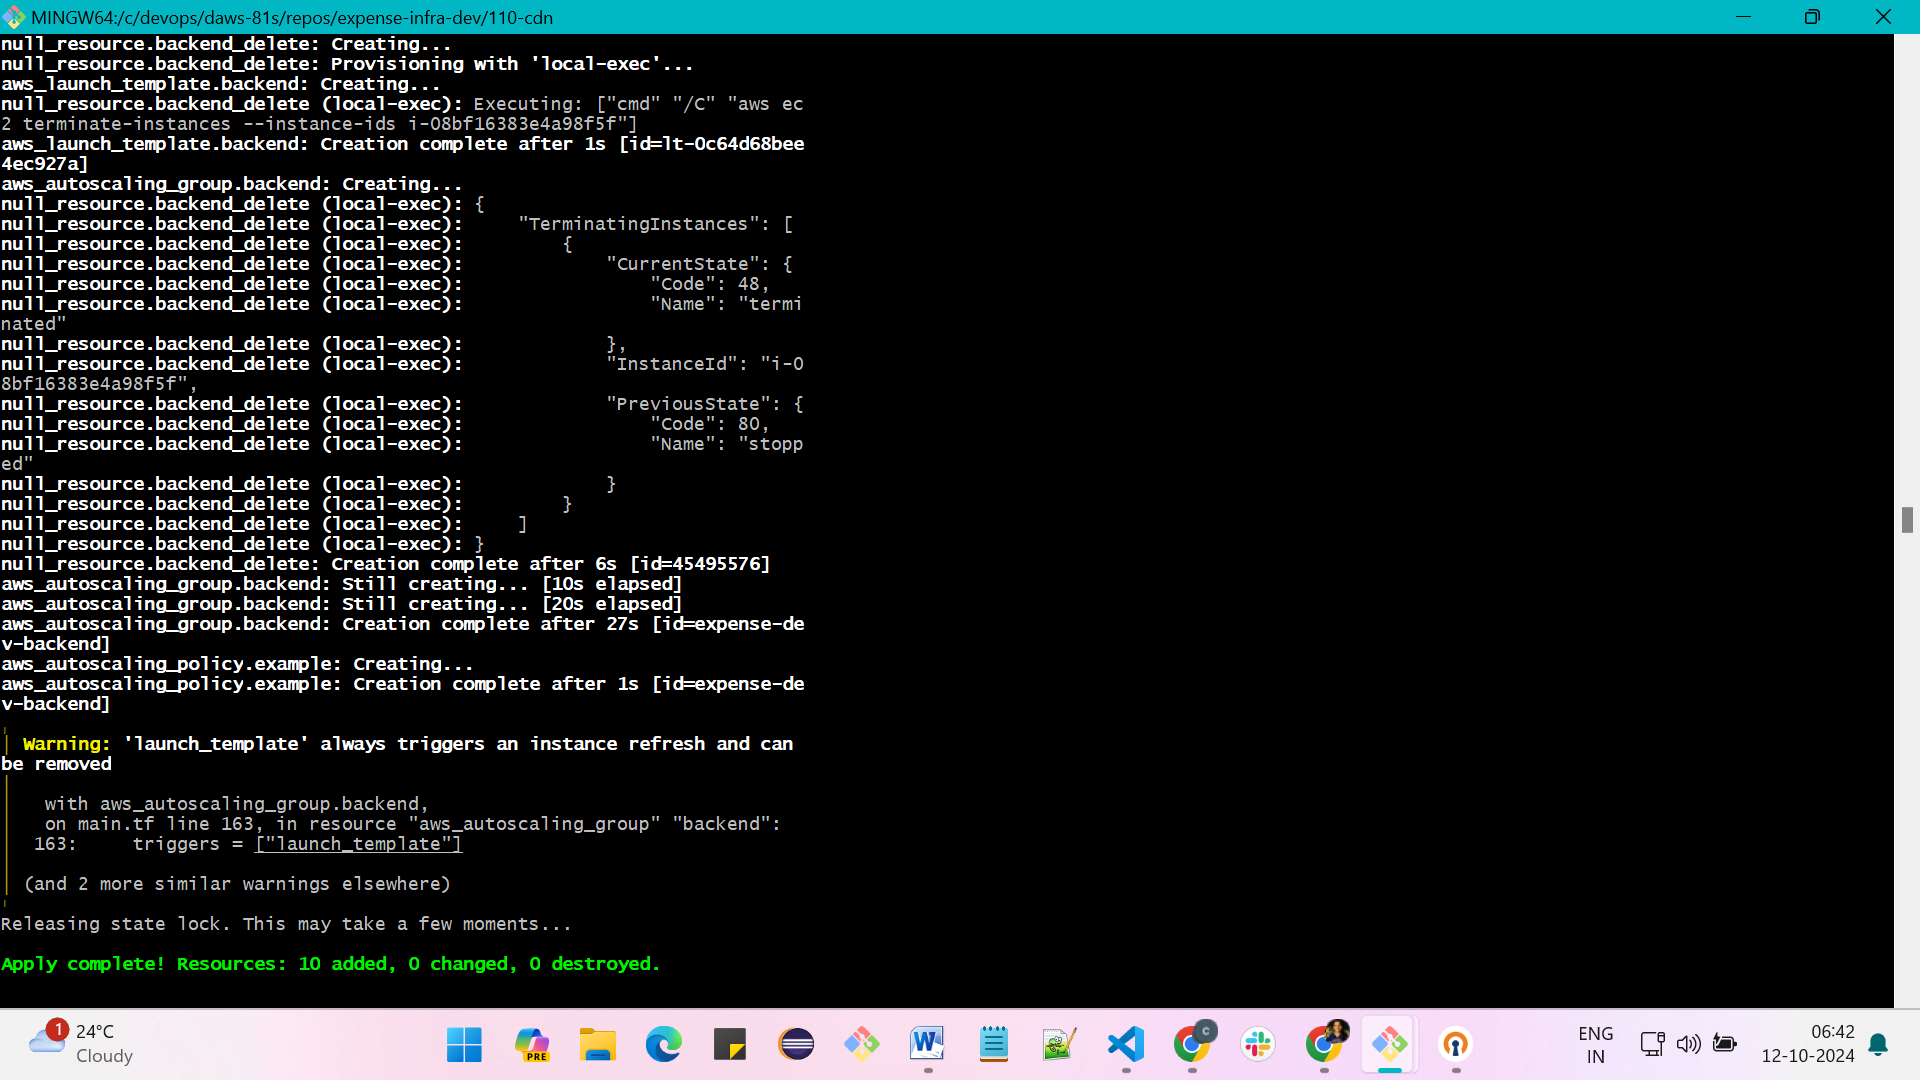 MINGW64:/c/devops/daws-81s/repos/expense-infra-dev/110-cdn
null_resource.backend_delete: Creating...
null_resource.backend_delete: Provisioning with 'local-exec'...
aws_launch_template.backend: Creating...
null_resource.backend_delete (local-exec): Executing: ["cmd" "/C" "aws ec
2 terminate-instances --instance-ids i-08bf16383e4a98f5f"]
aws_launch_template.backend: Creation complete after 1s [id=lt-0c64d68bee
4ec927a]
aws_autoscaling_group.backend: Creating...
null_resource.backend_delete (local-exec): {
null_resource.backend_delete (local-exec):     "TerminatingInstances": [
null_resource.backend_delete (local-exec):         {
null_resource.backend_delete (local-exec):             "CurrentState": {
null_resource.backend_delete (local-exec):                 "Code": 48,
null_resource.backend_delete (local-exec):                 "Name": "termi
nated"
null_resource.backend_delete (local-exec):             },
null_resource.backend_delete (local-exec):             "InstanceId": "i-0
8bf16383e4a98f5f",
null_resource.backend_delete (local-exec):             "PreviousState": {
null_resource.backend_delete (local-exec):                 "Code": 80,
null_resource.backend_delete (local-exec):                 "Name": "stopp
ed"
null_resource.backend_delete (local-exec):             }
null_resource.backend_delete (local-exec):         }
null_resource.backend_delete (local-exec):     ]
null_resource.backend_delete (local-exec): }
null_resource.backend_delete: Creation complete after 6s [id=45495576]
aws_autoscaling_group.backend: Still creating... [10s elapsed]
aws_autoscaling_group.backend: Still creating... [20s elapsed]
aws_autoscaling_group.backend: Creation complete after 27s [id=expense-de
v-backend]
aws_autoscaling_policy.example: Creating...
aws_autoscaling_policy.example: Creation complete after 1s [id=expense-de
v-backend]
Warning: 'launch_template' always triggers an instance refresh and can
be removed
with aws_autoscaling_group.backend,
on main.tf line 163, in resource "aws_autoscaling_group" "backend":
163:     triggers = ["launch_template"]
(and 2 more similar warnings elsewhere)
Releasing state lock. This may take a few moments...
Apply complete! Resources: 10 added, 0 changed, 0 destroyed.
1
24°C
Cloudy
PRE
W
C
ENG
IN
06:42
12-10-2024